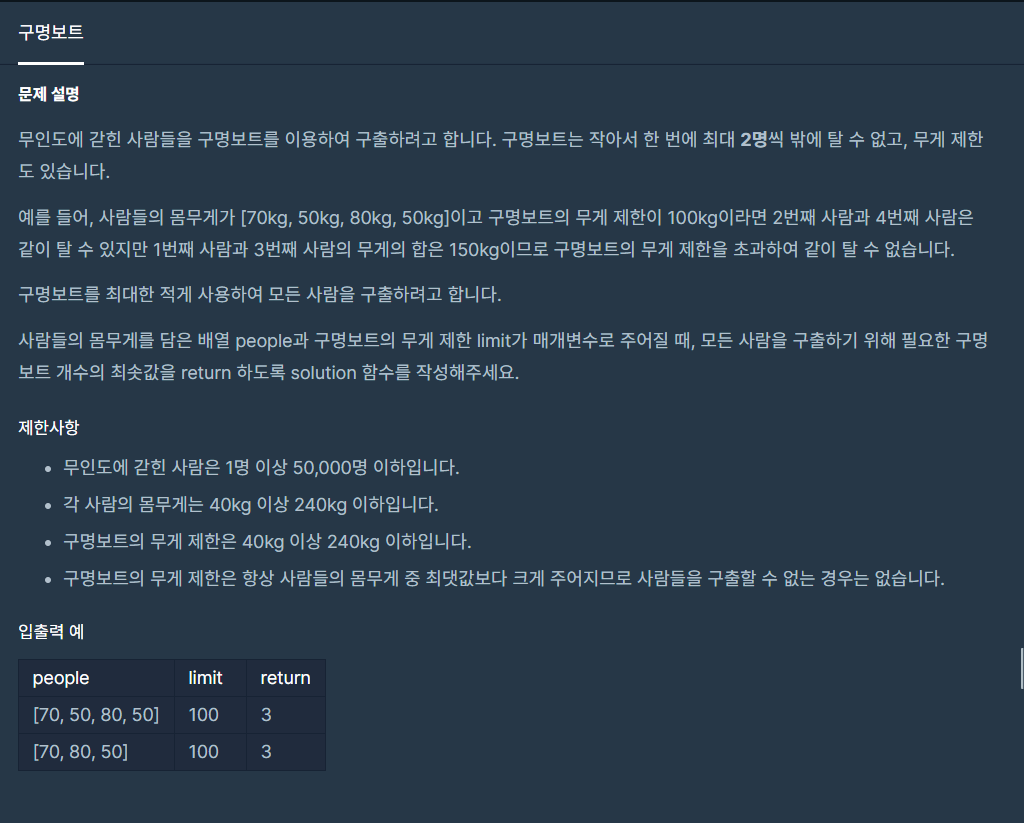 구명보트
문제 설명
무인도에 갇힌 사람들을 구명보트를 이용하여 구출하려고 합니다. 구명보트는 작아서 한 번에 최대 2명씩 밖에 탈 수 없고, 무게 제한
도 있습니다.
예를 들어, 사람들의 몸무게가 [70kg, 50kg, 80kg, 50kg]이고 구명보트의 무게 제한이 100kg이라면 2번째 사람과 4번째 사람은
같이 탈 수 있지만 1번째 사람과 3번째 사람의 무게의 합은 150kg이므로 구명보트의 무게 제한을 초과하여 같이 탈 수 없습니다.
구명보트를 최대한 적게 사용하여 모든 사람을 구출하려고 합니다.
사람들의 몸무게를 담은 배열 people과 구명보트의 무게 제한 limit가 매개변수로 주어질 때, 모든 사람을 구출하기 위해 필요한 구명
보트 개수의 최솟값을 return 하도록 solution 함수를 작성해주세요.
제한사항
무인도에 갇힌 사람은 1명 이상 50,000명 이하입니다.
각 사람의 몸무게는 40kg 이상 240kg 이하입니다.
구명보트의 무게 제한은 40kg 이상 240kg 이하입니다.
구명보트의 무게 제한은 항상 사람들의 몸무게 중 최댓값보다 크게 주어지므로 사람들을 구출할 수 없는 경우는 없습니다.
입출력 예
people limit return
[70, 50, 80, 50] 100 3
[70, 80, 50] 100 3